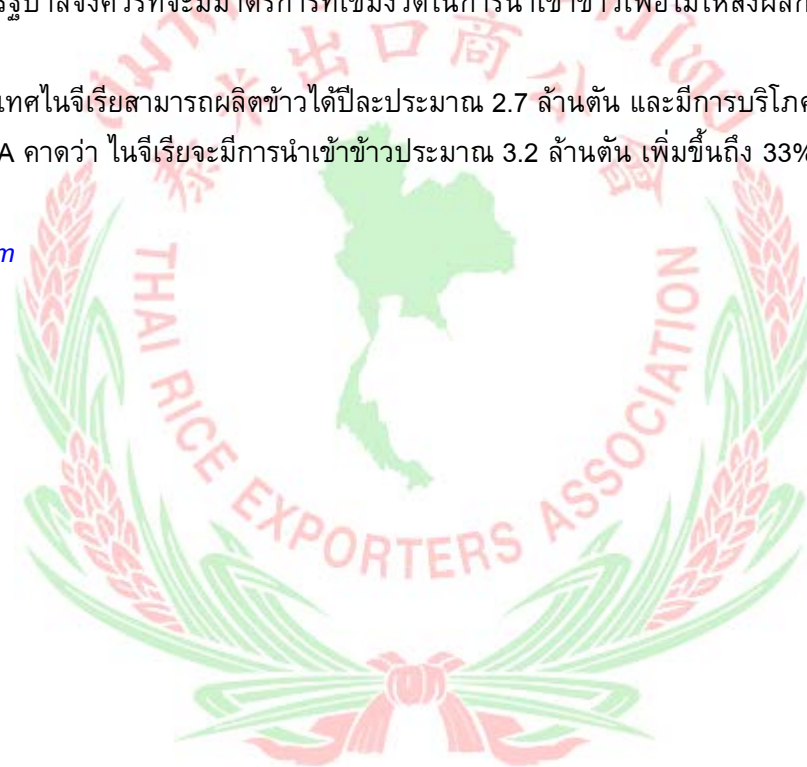 รัฐบาลจึงควรที่จะมีมาตรการที่เข้มงวดในการนำเข้าข้าวเพื่อไม่ให้ส่งผลก
เทศไนจีเรียสามารถผลิตข้าวได้ปีละประมาณ 2.7 ล้านตัน และมีการบริโภค
A คาดว่า ไนจีเรียจะมีการนำเข้าข้าวประมาณ 3.2 ล้านตัน เพิ่มขึ้นถึง 33%
m
泰米出口商公會
THAI RICE EXPORTERS ASSOCIATION